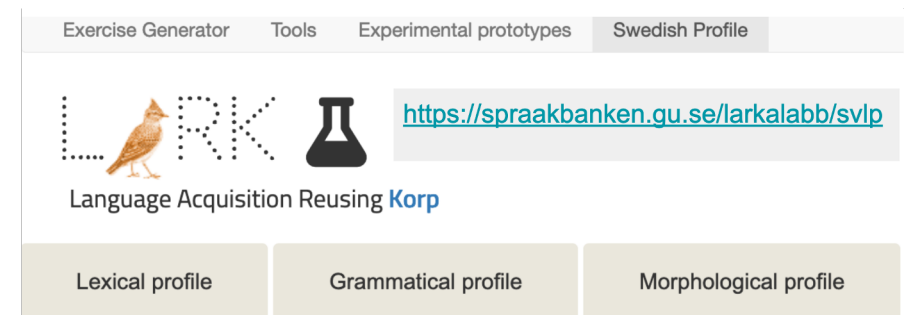 Exercise Generator Tools Experimental prototypes Swedish Profile
LARK
https://spraakbanken.gu.se/larkalabb/svlp
Language Acquisition Reusing Korp
Lexical profile Grammatical profile Morphological profile